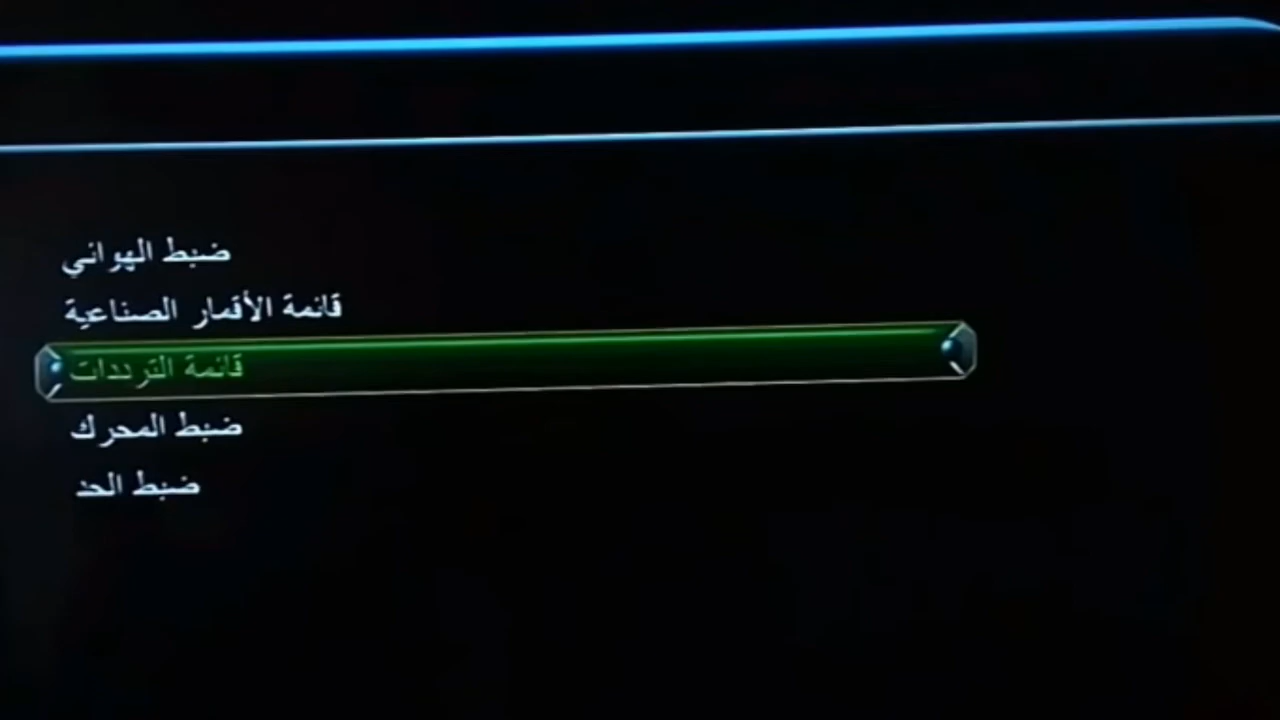 ضبط الهوائي
قائمة الأقمار الصناعية
قائمة الترددات
ضبط المحرك
ضبط الحد